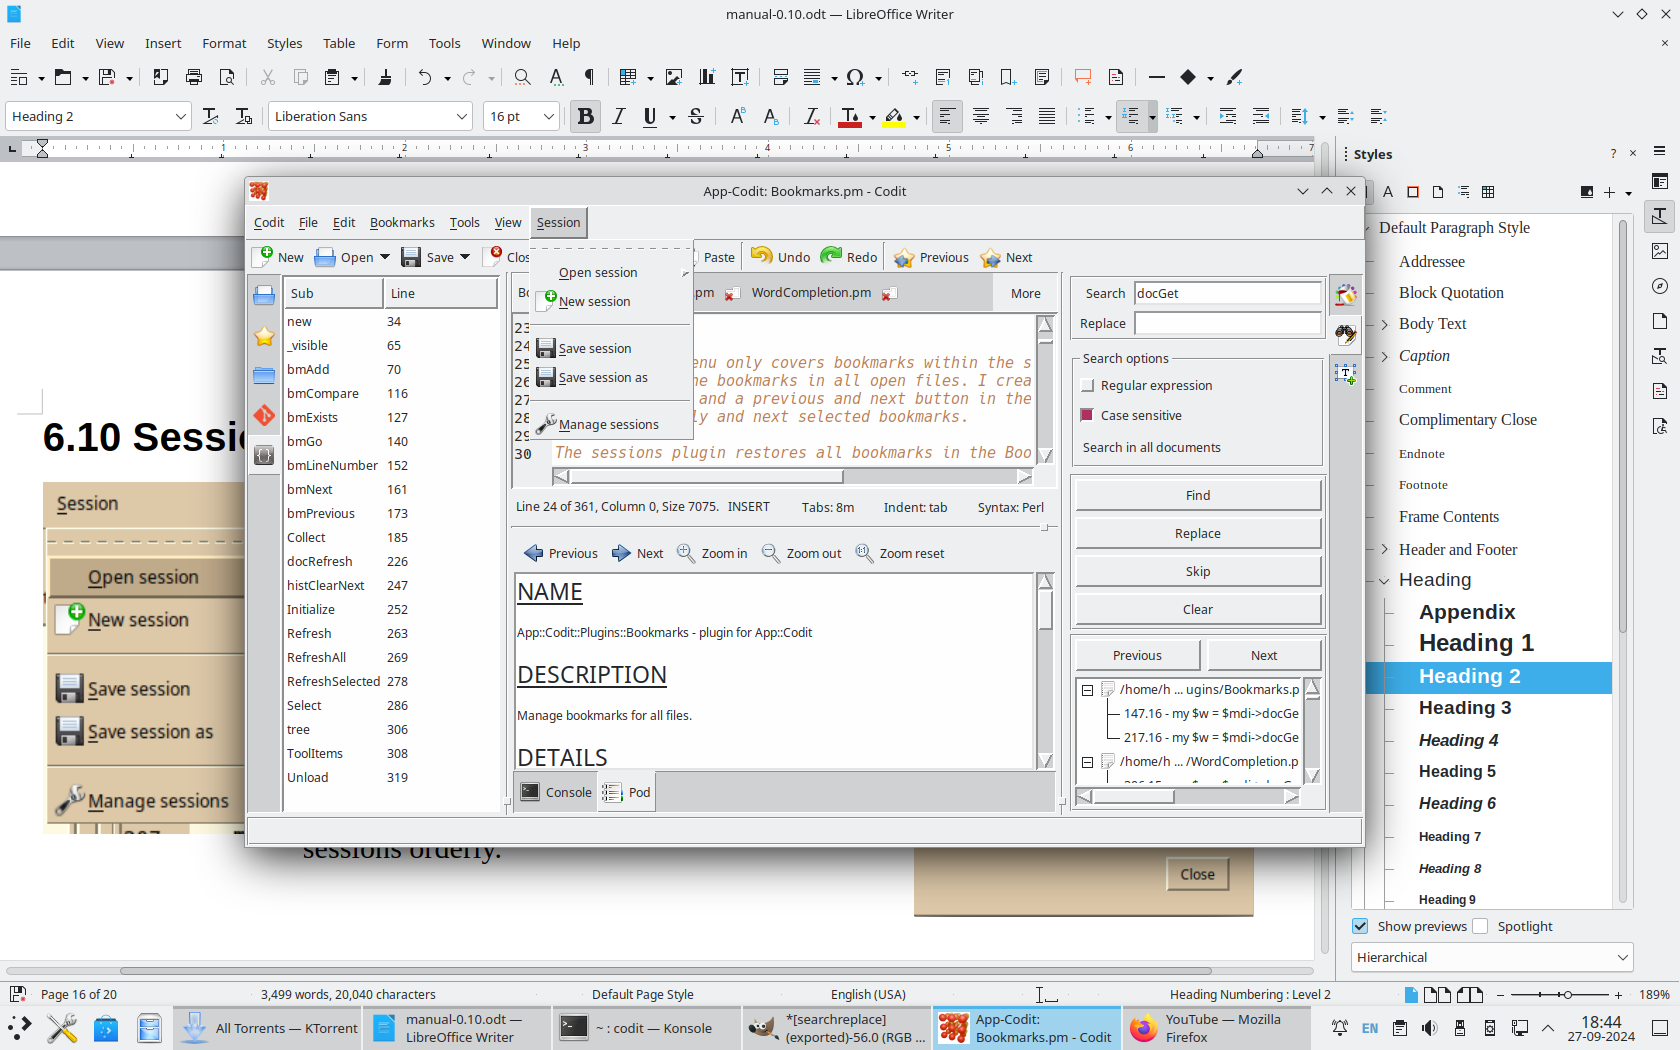 manual-0.10.odt — LibreOffice Writer
File Edit View Insert Format Styles Table Form Tools Window Help
Heading 2 Liberation Sans 16 pt
1 2 3 4 5 6 7
Styles
Default Paragraph Style
Addressee
Block Quotation
Body Text
Caption
Comment
Complimentary Close
Endnote
Footnote
Frame Contents
Header and Footer
Heading
Appendix
Heading 1
Heading 2
Heading 3
Heading 4
Heading 5
Heading 6
Heading 7
Heading 8
Heading 9
Show previews Spotlight
Hierarchical
6.10
Session
Open session
New session
Save session
Save session as
Manage sessions
sessions orderly.
Close
App-Codit: Bookmarks.pm - Codit
Codit File Edit Bookmarks Tools View Session
New Open Save Paste Undo Redo Previous Next
Open session
New session
Save session
Save session as
Manage sessions
Sub Line
new 34
_visible 65
bmAdd 70
bmCompare 116
bmExists 127
bmGo 140
bmLineNumber 152
bmNext 161
bmPrevious 173
Collect 185
docRefresh 226
histClearNext 247
Initialize 252
Refresh 263
RefreshAll 269
RefreshSelected 278
Select 286
tree 306
ToolItems 308
Unload 319
.pm WordCompletion.pm More
23
24
25 enu only covers bookmarks within the s
26 he bookmarks in all open files. I crea
27 and a previous and next button in the
28 ly and next selected bookmarks.
29
30 The sessions plugin restores all bookmarks in the Boo
Line 24 of 361, Column 0, Size 7075. INSERT Tabs: 8m Indent: tab Syntax: Perl
Previous Next Zoom in Zoom out Zoom reset
NAME
App::Codit::Plugins::Bookmarks - plugin for App::Codit
DESCRIPTION
Manage bookmarks for all files.
DETAILS
Console Pod
Search docGet
Replace
Search options
Regular expression
Case sensitive
Search in all documents
Find
Replace
Skip
Clear
Previous Next
/home/h ... ugins/Bookmarks.p
147.16 - my $w = $mdi->docGe
217.16 - my $w = $mdi->docGe
/home/h ... /WordCompletion.p
Page 16 of 20 3,499 words, 20,040 characters Default Page Style English (USA) Heading Numbering : Level 2 189%
All Torrents — KTorrent
manual-0.10.odt — LibreOffice Writer
~ : codit — Konsole
*[searchreplace] (exported)-56.0 (RGB ...
App-Codit: Bookmarks.pm - Codit
YouTube — Mozilla Firefox
EN
18:44
27-09-2024